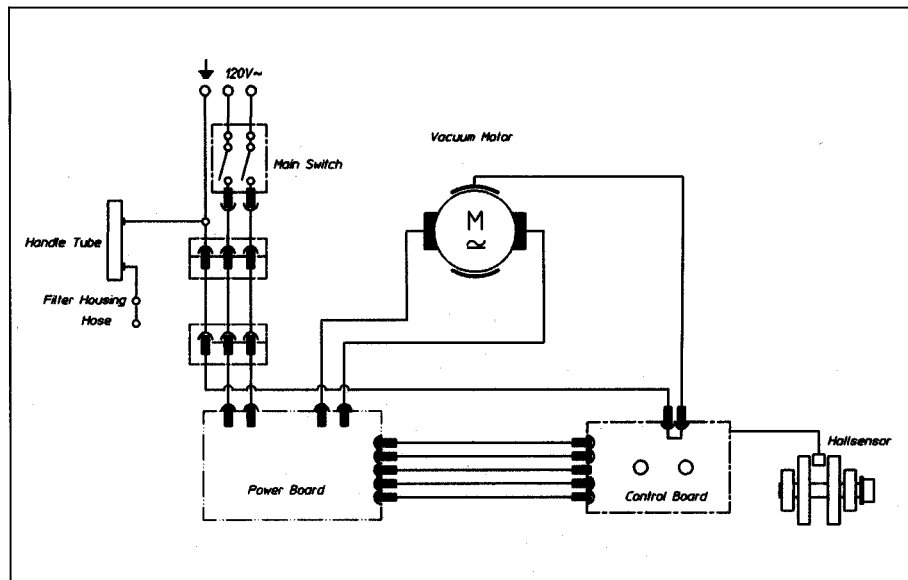 120V~
Vacuum Motor
Main Switch
M
Handle Tube
Filter Housing
Hose
Hallsensor
Power Board
Control Board